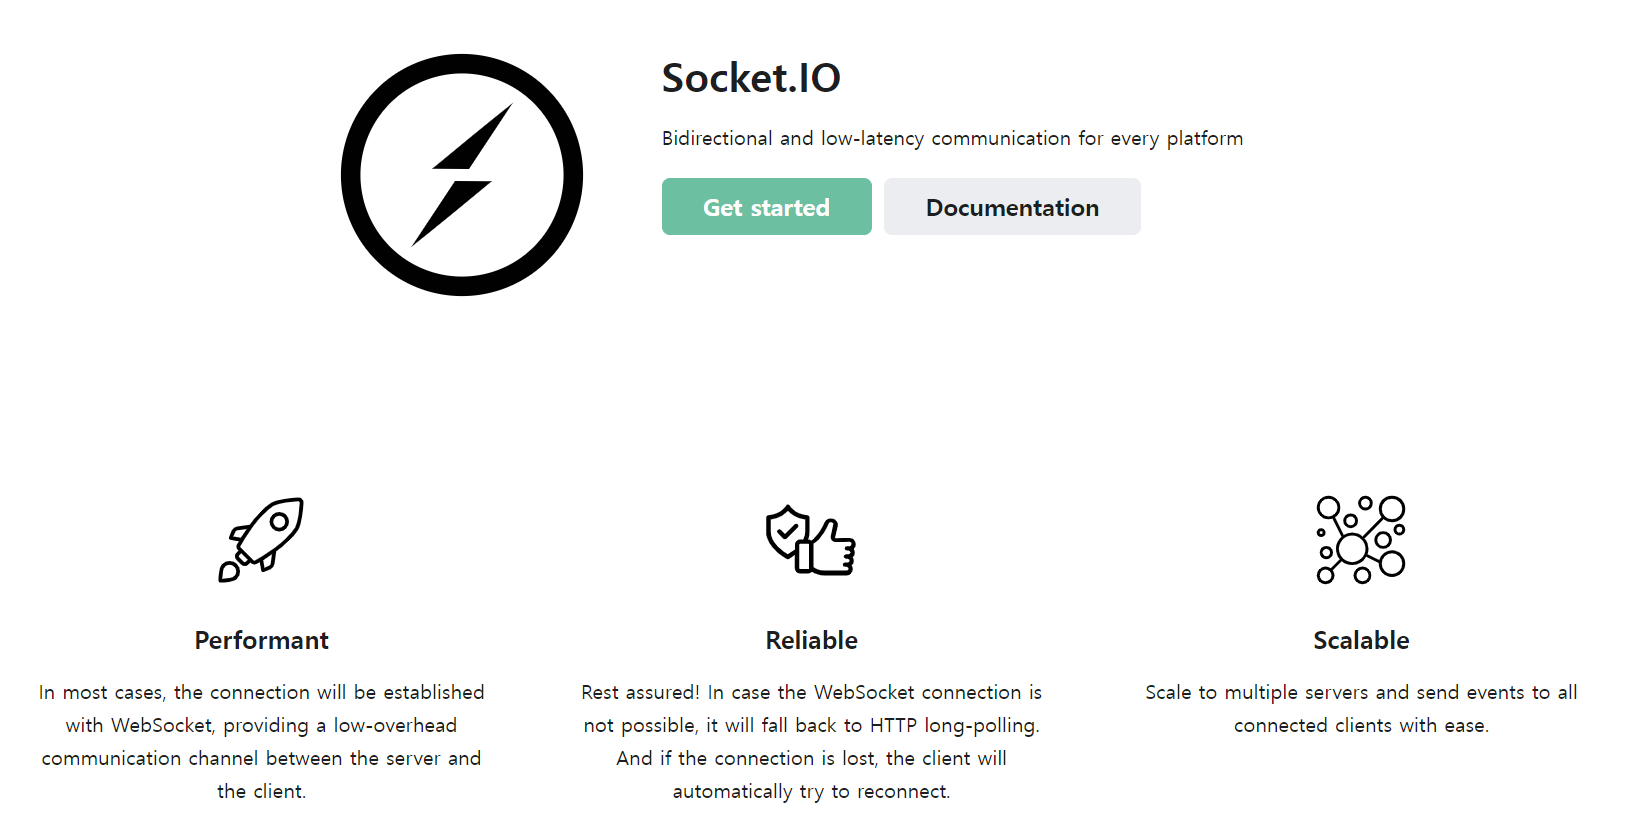 Socket.IO
Bidirectional and low-latency communication for every platform
Get started
Documentation
Performant
In most cases, the connection will be established
with WebSocket, providing a low-overhead
communication channel between the server and
the client.
Reliable
Rest assured! In case the WebSocket connection is
not possible, it will fall back to HTTP long-polling.
And if the connection is lost, the client will
automatically try to reconnect.
Scalable
Scale to multiple servers and send events to all
connected clients with ease.